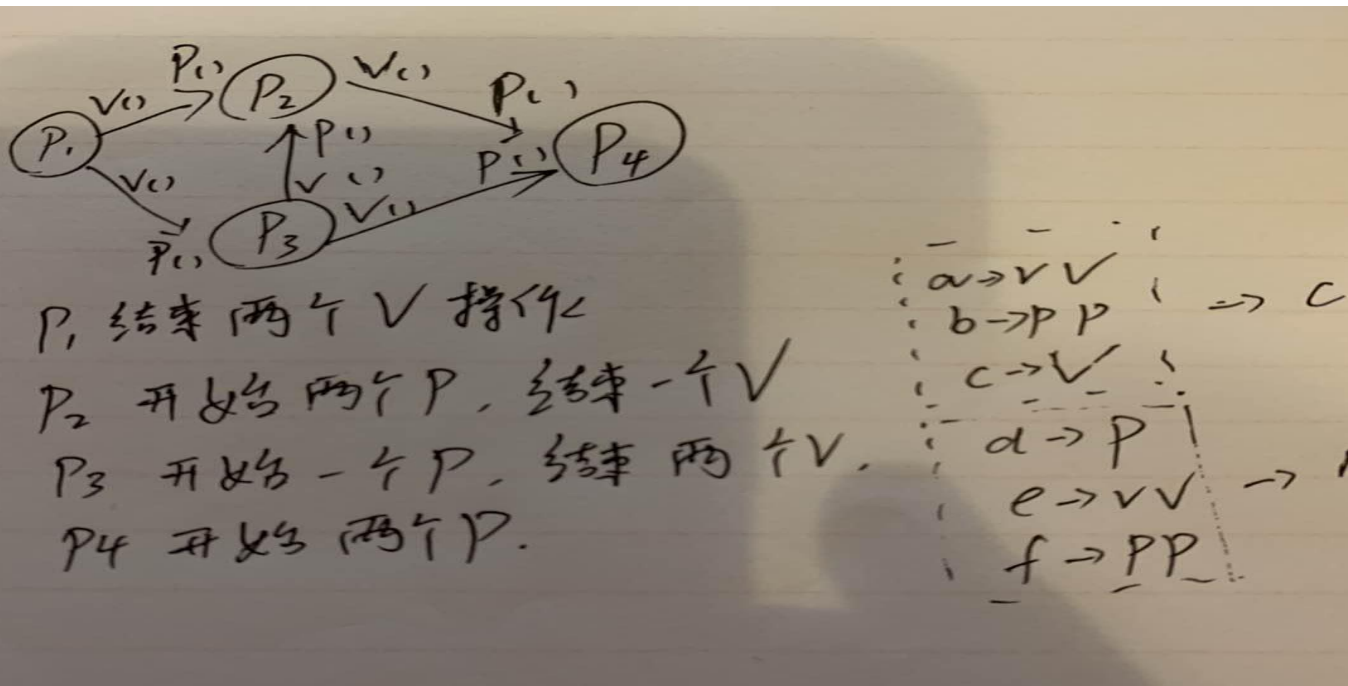 P() V() P()
V() P2
P1 P() P4
V() V() P()
P() P3 V()
P1 结束两个V操作
P2 开始两个P，结束一个V
P3 开始一个P，结束两个V，
P4 开始两个P.
a→VV
b→PP → C
c→V
d→P
e→VV →
f→PP